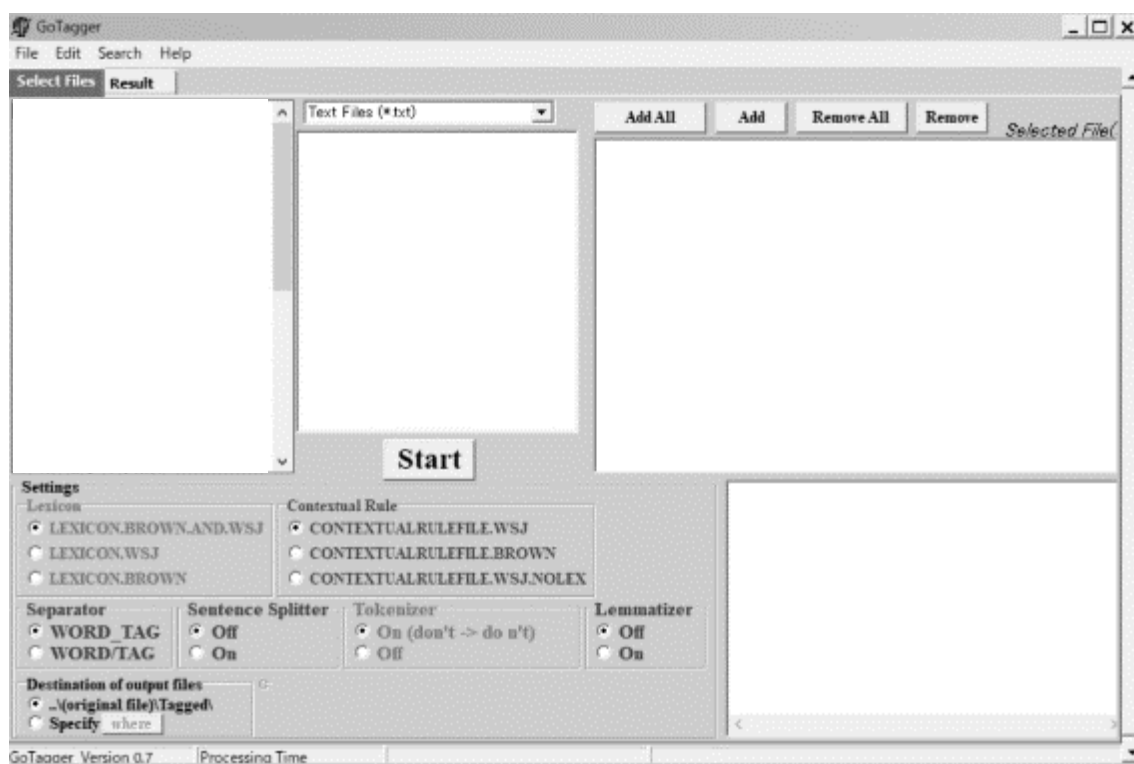 GoTagger
File Edit Search Help
Select Files Result
Text Files (*.txt)
Add All Add Remove All Remove Selected File(
Start
Settings
Lexicon
LEXICON.BROWN.AND.WSJ
LEXICON.WSJ
LEXICON.BROWN
Contextual Rule
CONTEXTUALRULEFILE.WSJ
CONTEXTUALRULEFILE.BROWN
CONTEXTUALRULEFILE.WSJ.NOLEX
Separator
WORD_TAG
WORD/TAG
Sentence Splitter
Off
On
Tokenizer
On (don't -> do n't)
Off
Lemmatizer
Off
On
Destination of output files
..\(original file)\Tagged\
Specify where
GoTagger Version 0.7 Processing Time